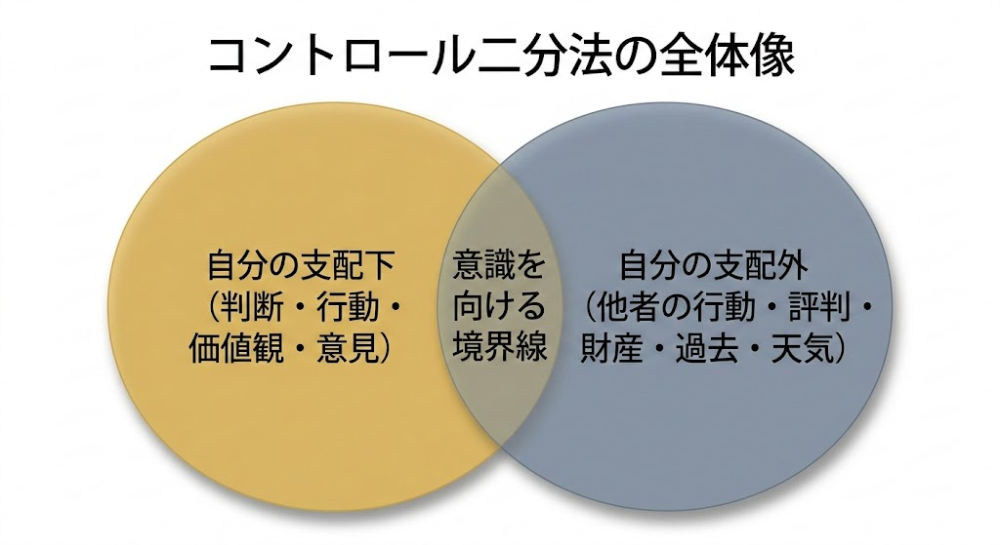 コントロール二分法の全体像
自分の支配下
（判断・行動・
価値観・意見）
意識を
向ける
境界線
自分の支配外
（他者の行動・評判・
財産・過去・天気）